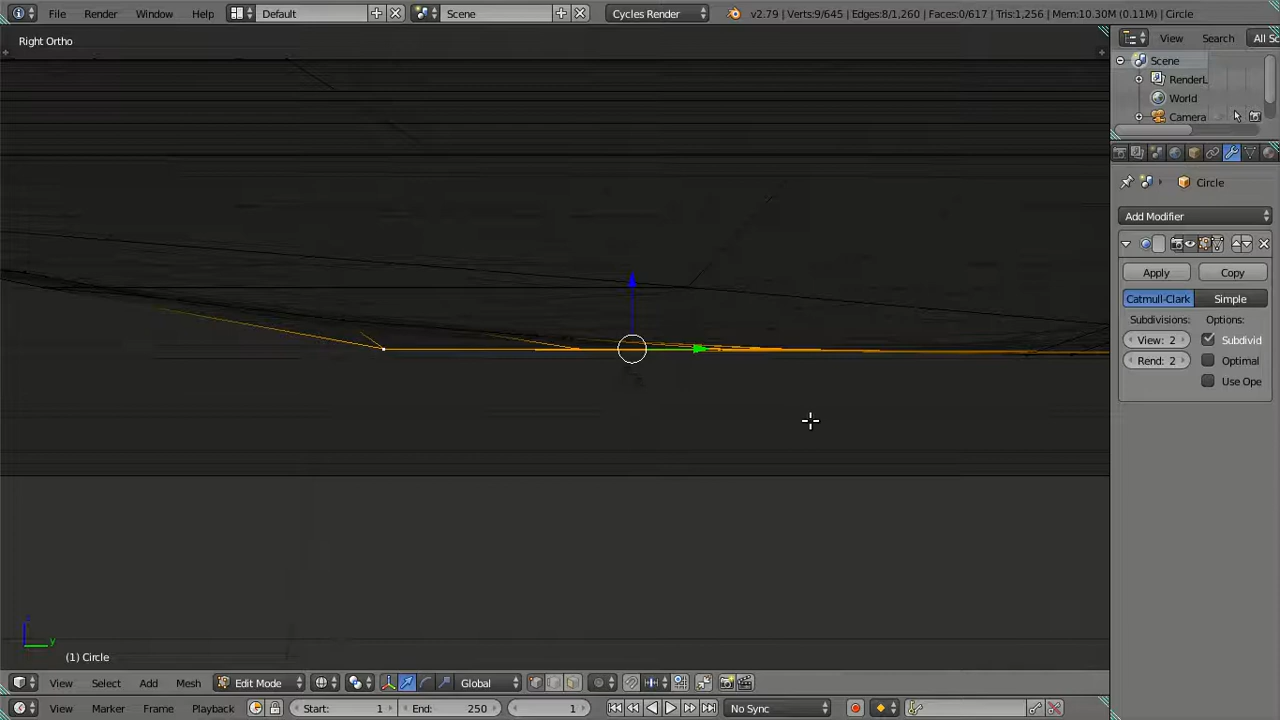 File Render Window Help Default Scene Cycles Render v2.79 | Verts:9/645 | Edges:8/1,260 | Faces:0/617 | Tris:1,256 | Mem:10.30M (0.11M) | Circle
Right Ortho
View Search All Sc
Scene
RenderL
World
Camera
Circle
Add Modifier
Apply Copy
Catmull-Clark Simple
Subdivisions: Options:
View: 2 Subdivid
Rend: 2 Optimal
Use Ope
z
y
(1) Circle
View Select Add Mesh Edit Mode Global
View Marker Frame Playback Start: 1 End: 250 1 No Sync